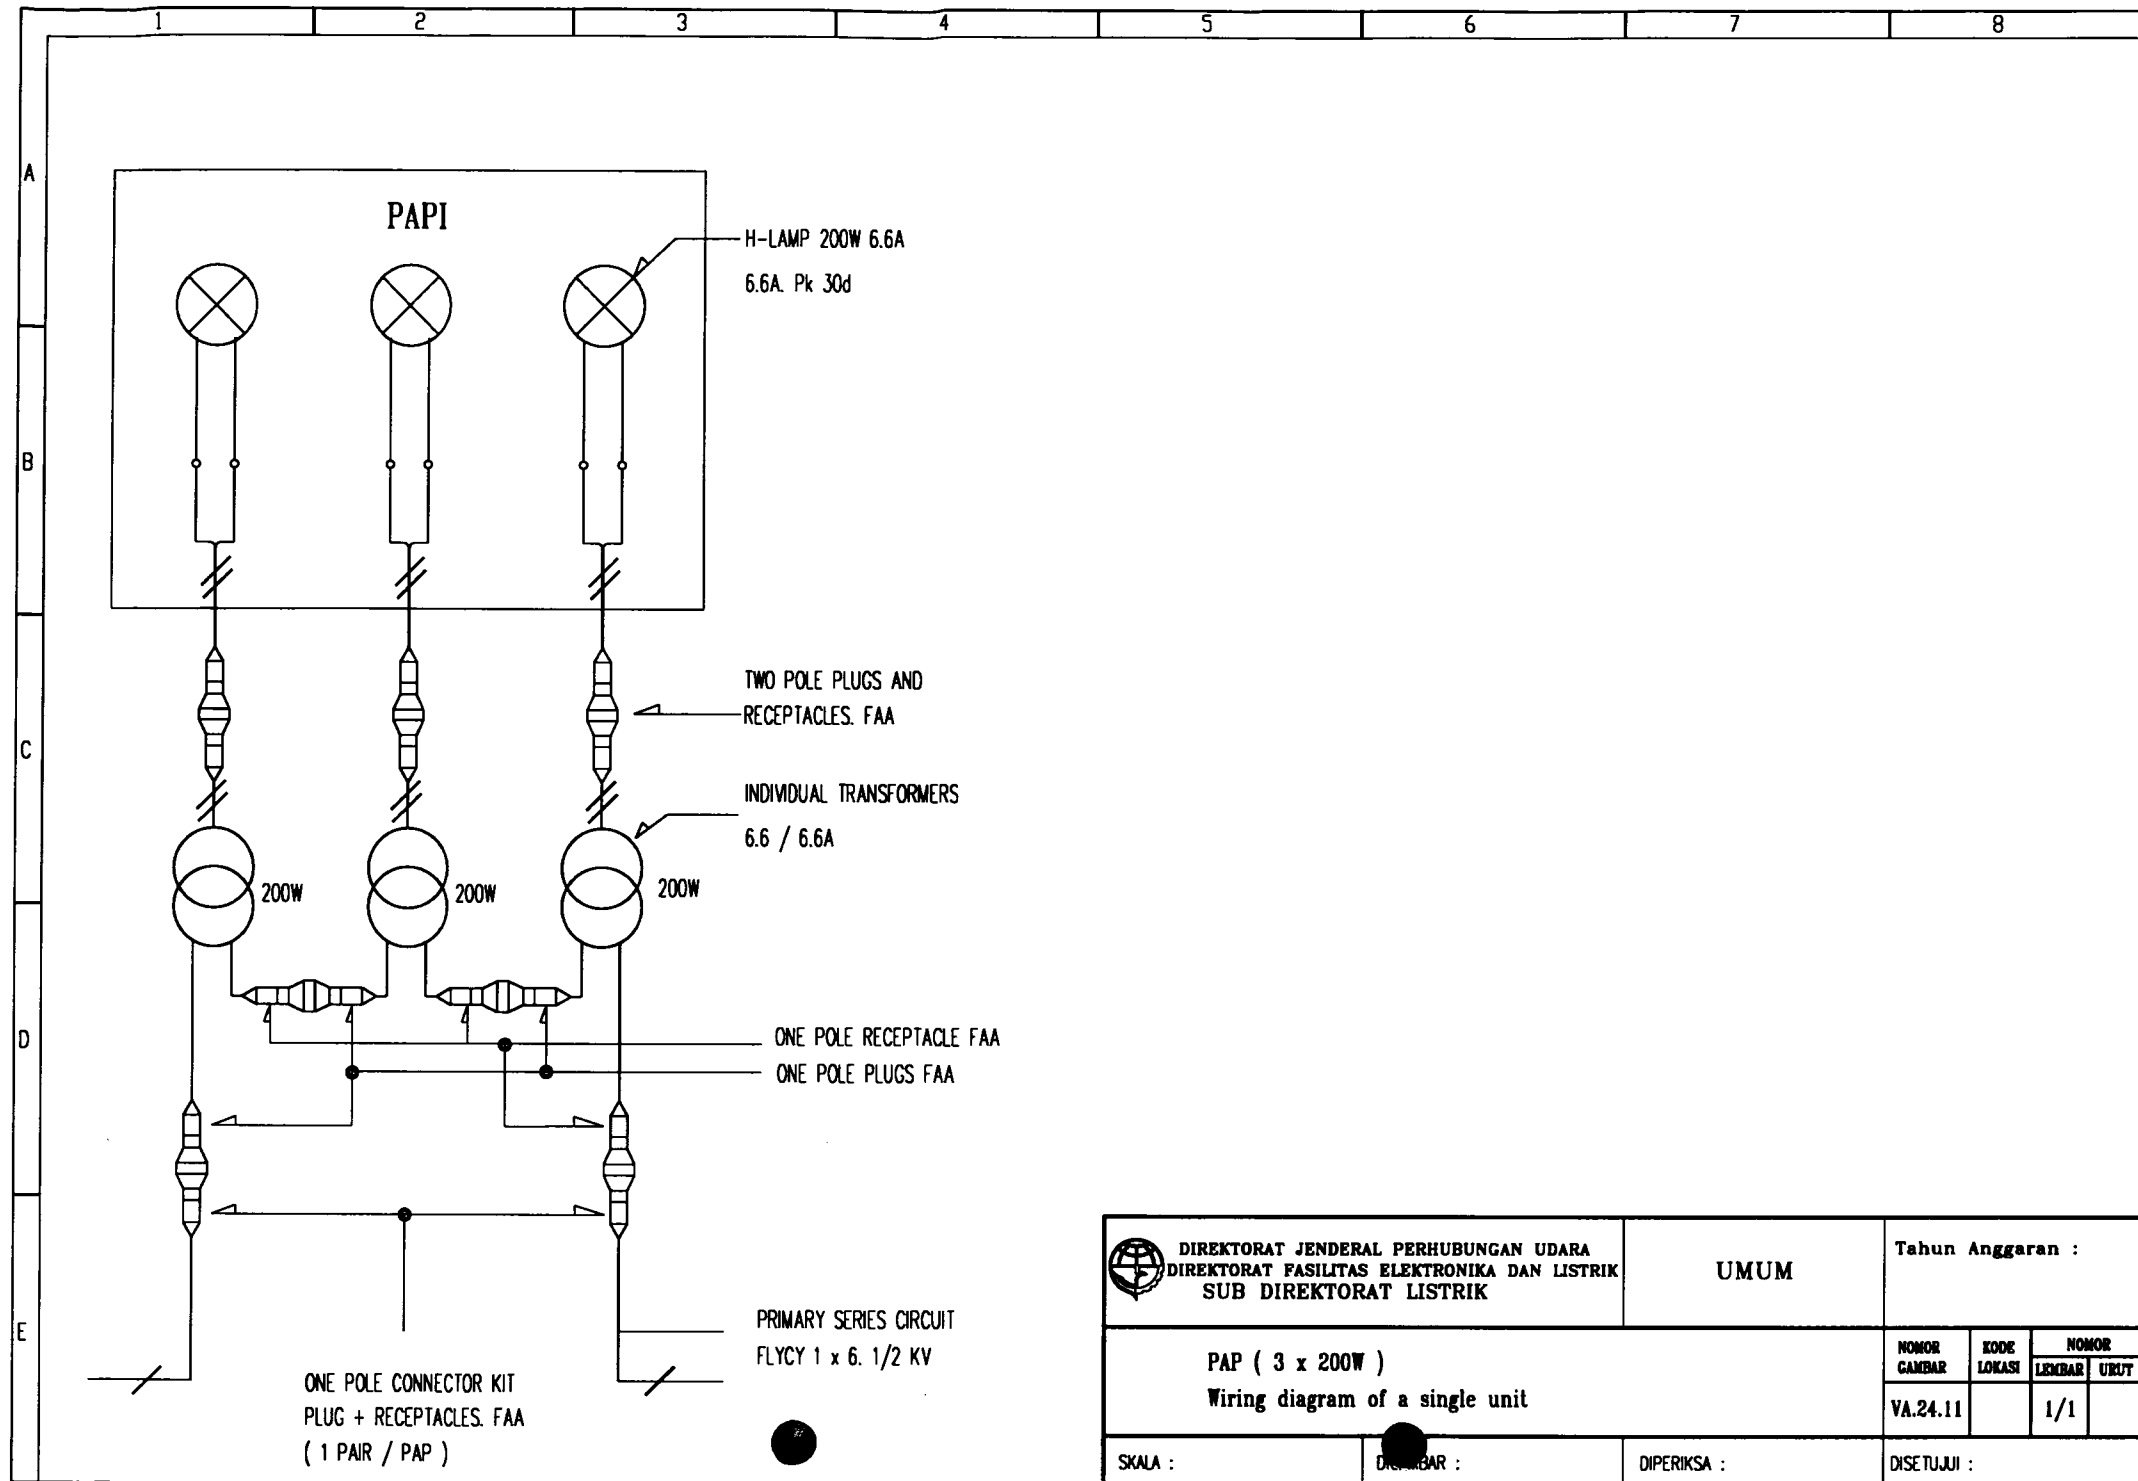 1 2 3 4 5 6 7 8
A
B
C
D
E
PAPI
H-LAMP 200W 6.6A
6.6A. Pk 30d
TWO POLE PLUGS AND
RECEPTACLES. FAA
INDIVIDUAL TRANSFORMERS
6.6 / 6.6A
200W
200W
200W
ONE POLE RECEPTACLE FAA
ONE POLE PLUGS FAA
PRIMARY SERIES CIRCUIT
FLYCY 1 x 6. 1/2 KV
ONE POLE CONNECTOR KIT
PLUG + RECEPTACLES. FAA
( 1 PAIR / PAP )
DIREKTORAT JENDERAL PERHUBUNGAN UDARA
DIREKTORAT FASILITAS ELEKTRONIKA DAN LISTRIK
SUB DIREKTORAT LISTRIK
UMUM
Tahun Anggaran :
PAP ( 3 x 200W )
Wiring diagram of a single unit
NOMOR
GAMBAR
KODE
LOKASI
NOMOR
LEMBAR
URUT
VA.24.11
1/1
SKALA :
DIPERIKSA :
DISETUJUI :